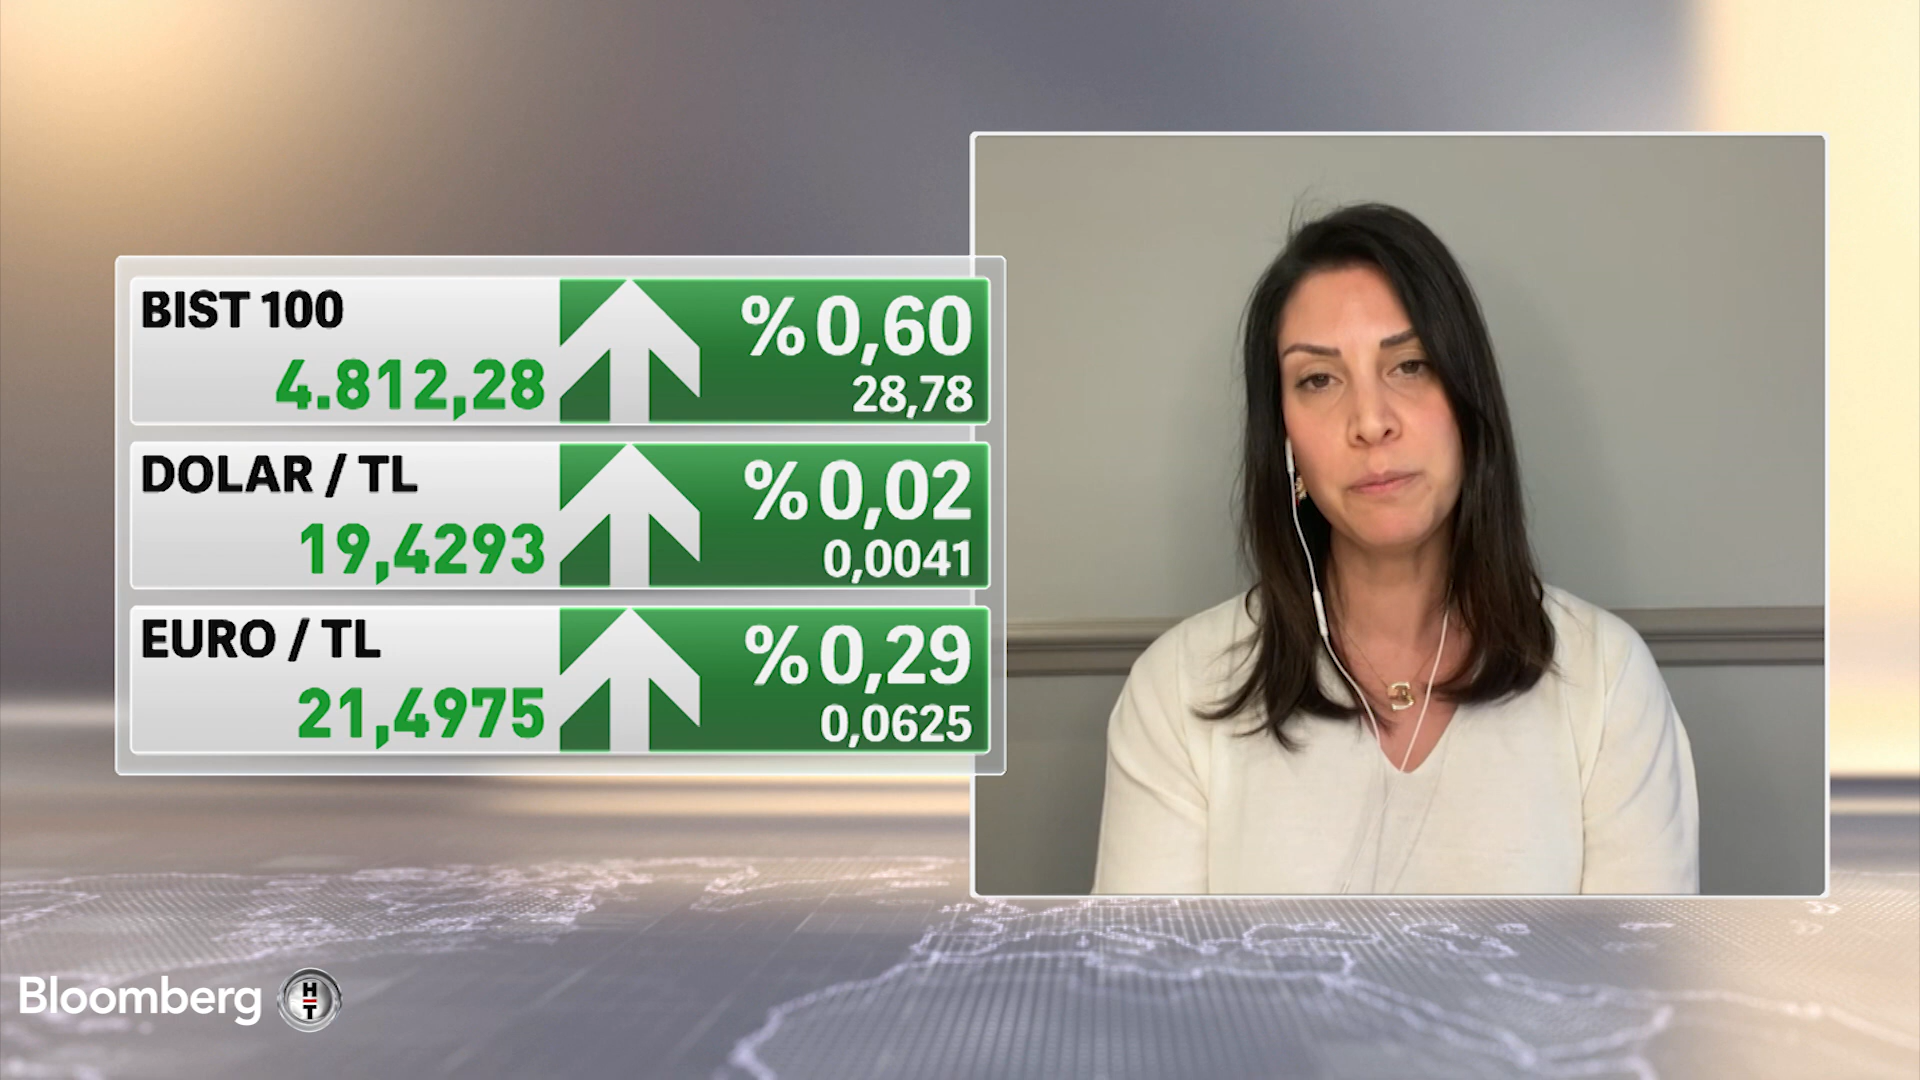 BIST 100
4.812,28
%0,60
28,78
DOLAR / TL
19,4293
%0,02
0,0041
EURO / TL
21,4975
%0,29
0,0625
Bloomberg HT